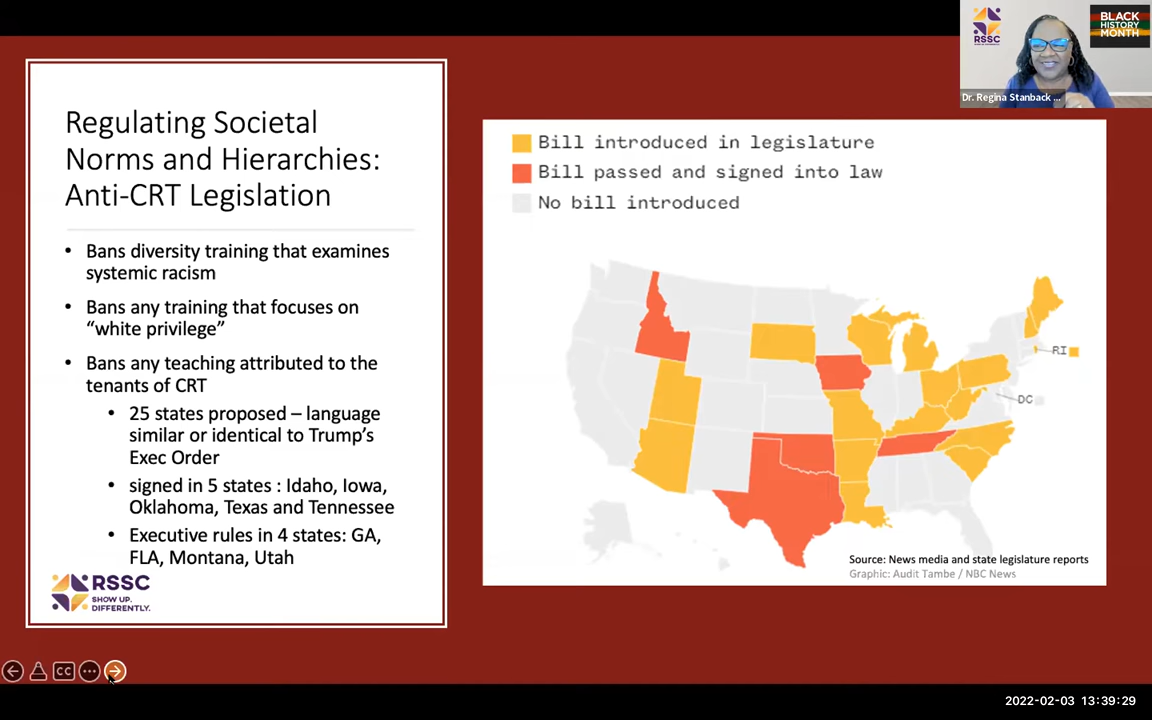 RSSC
BLACK
HISTORY
MONTH
Dr. Regina Stanback ...
Regulating Societal
Norms and Hierarchies:
Anti-CRT Legislation
• Bans diversity training that examines
systemic racism
• Bans any training that focuses on
“white privilege”
• Bans any teaching attributed to the
tenants of CRT
• 25 states proposed – language
similar or identical to Trump’s
Exec Order
• signed in 5 states : Idaho, Iowa,
Oklahoma, Texas and Tennessee
• Executive rules in 4 states: GA,
FLA, Montana, Utah
RSSC
SHOW UP.
DIFFERENTLY.
Bill introduced in legislature
Bill passed and signed into law
No bill introduced
RI
DC
Source: News media and state legislature reports
Graphic: Audit Tambe / NBC News
CC
2022-02-03 13:39:29